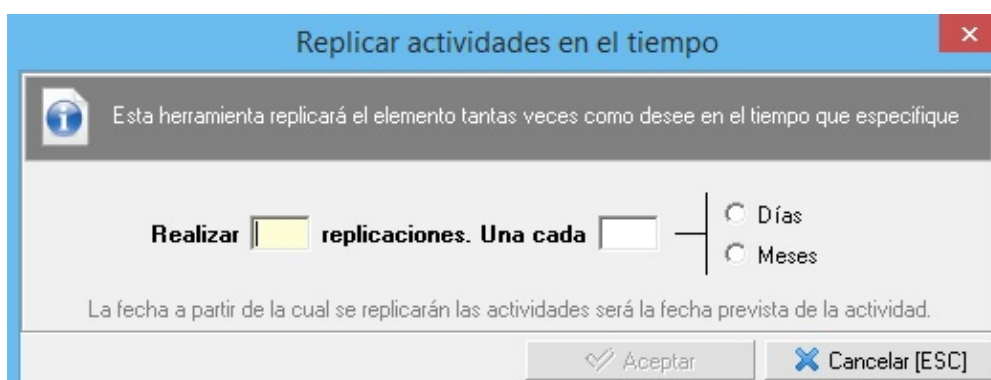 Replicar actividades en el tiempo
Esta herramienta replicará el elemento tantas veces como desee en el tiempo que especifique
Realizar replicaciones. Una cada
Días
Meses
La fecha a partir de la cual se replicarán las actividades será la fecha prevista de la actividad.
Aceptar Cancelar [ESC]